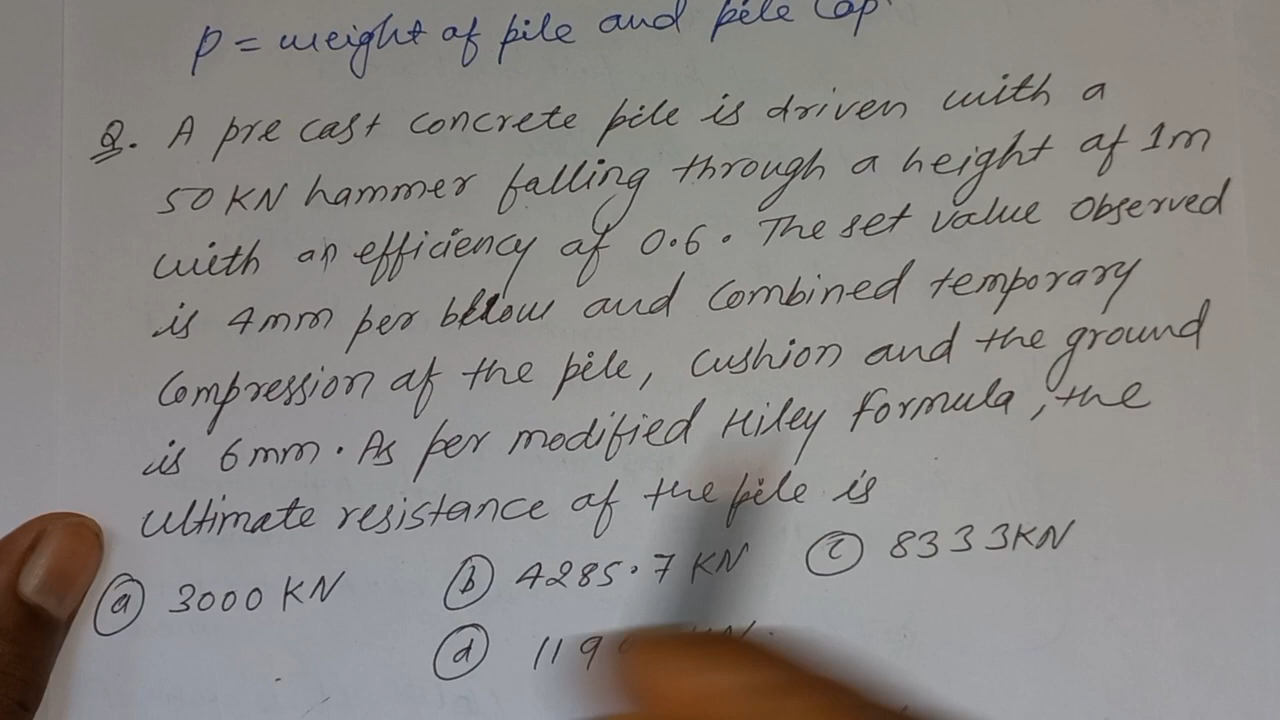 p = weight of pile and pile cap
Q. A pre cast concrete pile is driven with a
50 KN hammer falling through a height of 1m
with an efficiency of 0.6. The set value observed
is 4mm per blow and combined temporary
compression of the pile, cushion and the ground
is 6mm. As per modified Hiley formula, the
ultimate resistance of the pile is
(a) 3000 KN (b) 4285.7 KN (c) 8333KN
(d)